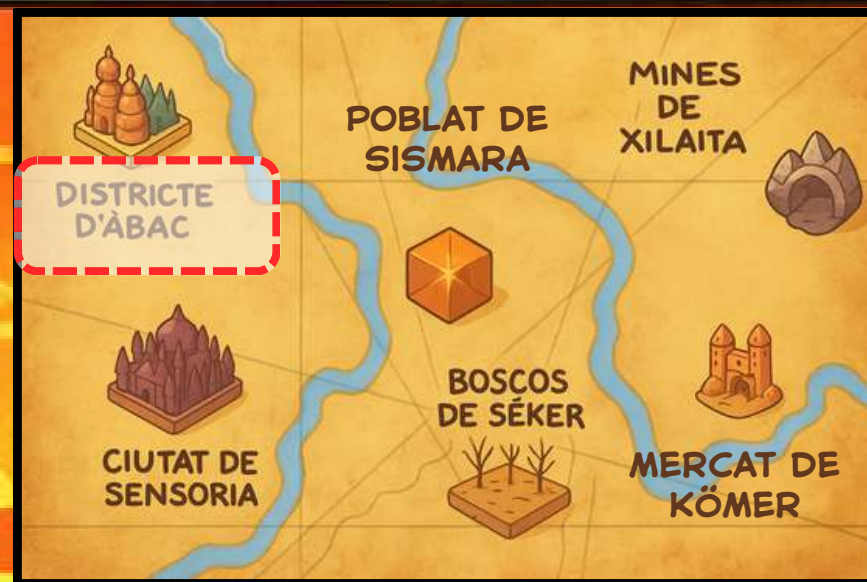 MINES
DE
XILAITA
POBLAT DE
SISMARA
DISTRICTE
D'ÀBAC
BOSCOS
DE SÉKER
CIUTAT DE
SENSORIA
MERCAT DE
KÖMER